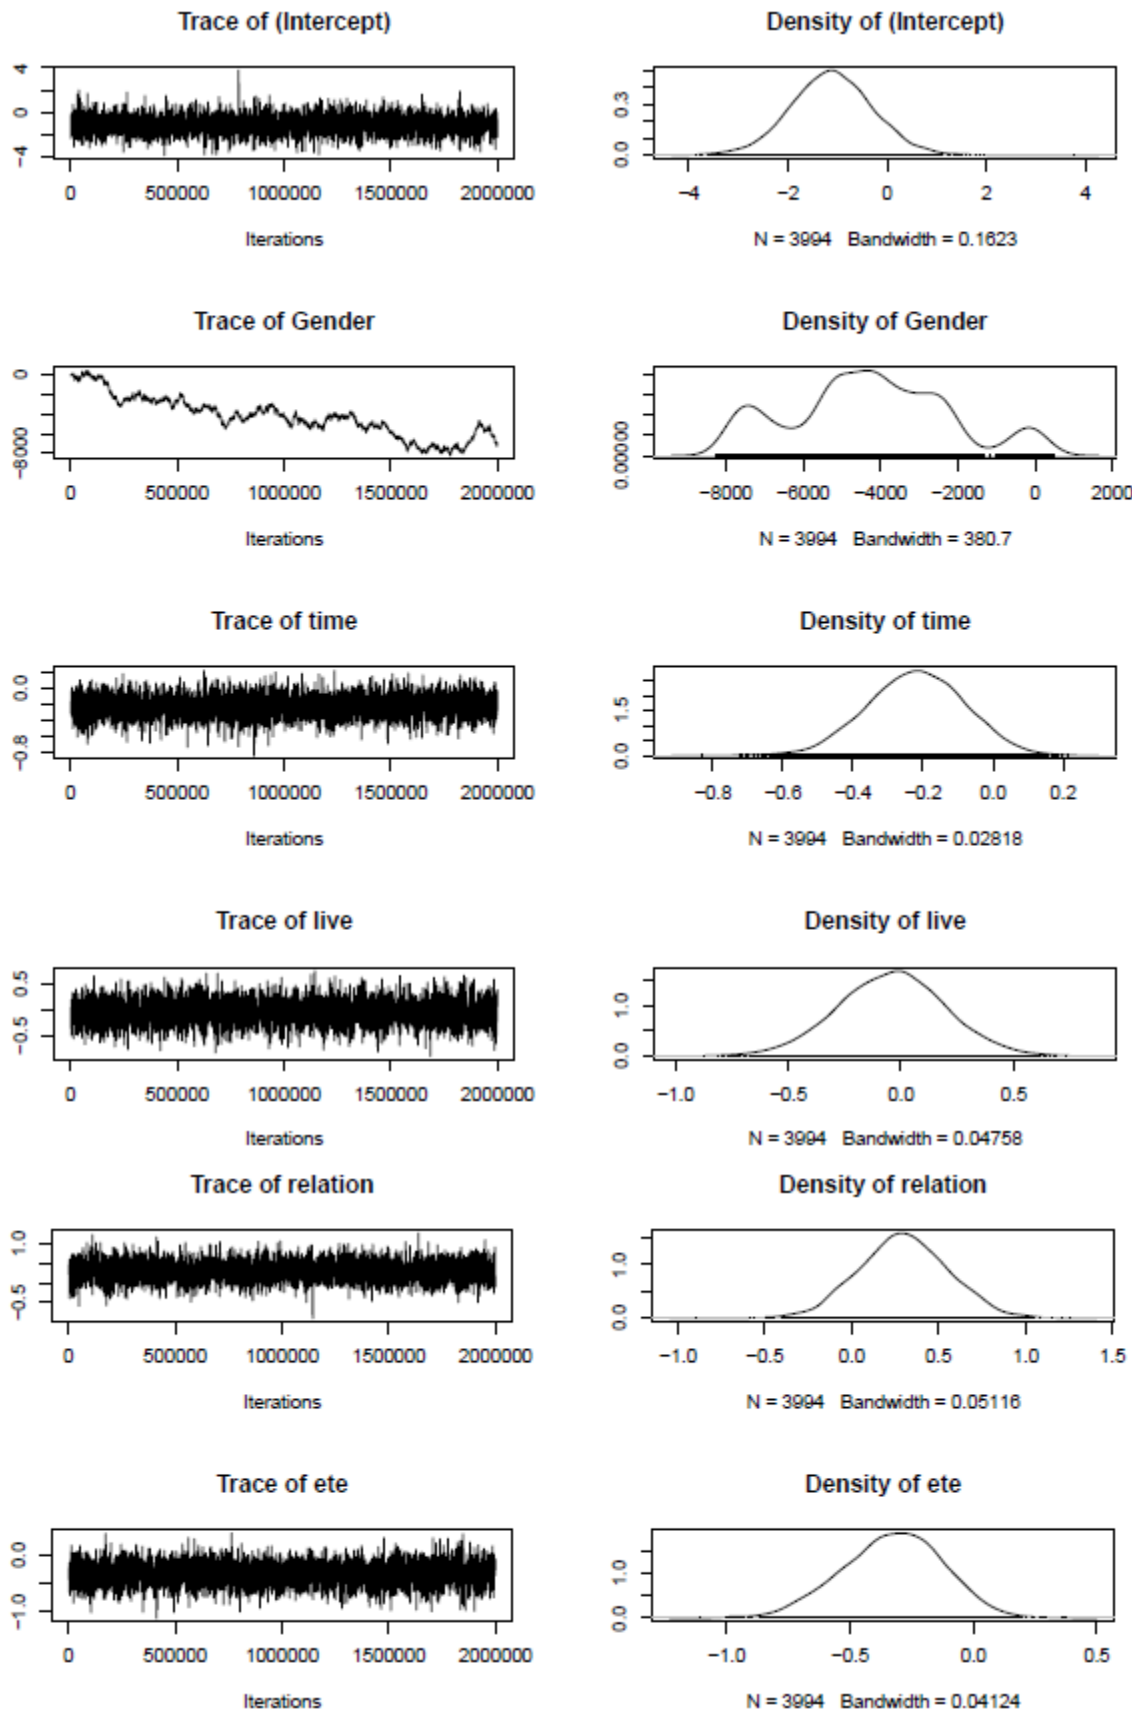 Trace of (Intercept)
Density of (Intercept)
4
0
−4
0 500000 1000000 1500000 2000000
Iterations
0.3
0.0
−4 −2 0 2 4
N = 3994 Bandwidth = 0.1623
Trace of Gender
Density of Gender
0
−8000
0 500000 1000000 1500000 2000000
Iterations
0.00000
−8000 −6000 −4000 −2000 0 2000
N = 3994 Bandwidth = 380.7
Trace of time
Density of time
0.0
−0.8
0 500000 1000000 1500000 2000000
Iterations
1.5
0.0
−0.8 −0.6 −0.4 −0.2 0.0 0.2
N = 3994 Bandwidth = 0.02818
Trace of live
Density of live
0.5
−0.5
0 500000 1000000 1500000 2000000
Iterations
1.0
0.0
−1.0 −0.5 0.0 0.5
N = 3994 Bandwidth = 0.04758
Trace of relation
Density of relation
1.0
−0.5
0 500000 1000000 1500000 2000000
Iterations
1.0
0.0
−1.0 −0.5 0.0 0.5 1.0 1.5
N = 3994 Bandwidth = 0.05116
Trace of ete
Density of ete
0.0
−1.0
0 500000 1000000 1500000 2000000
Iterations
1.0
0.0
−1.0 −0.5 0.0 0.5
N = 3994 Bandwidth = 0.04124